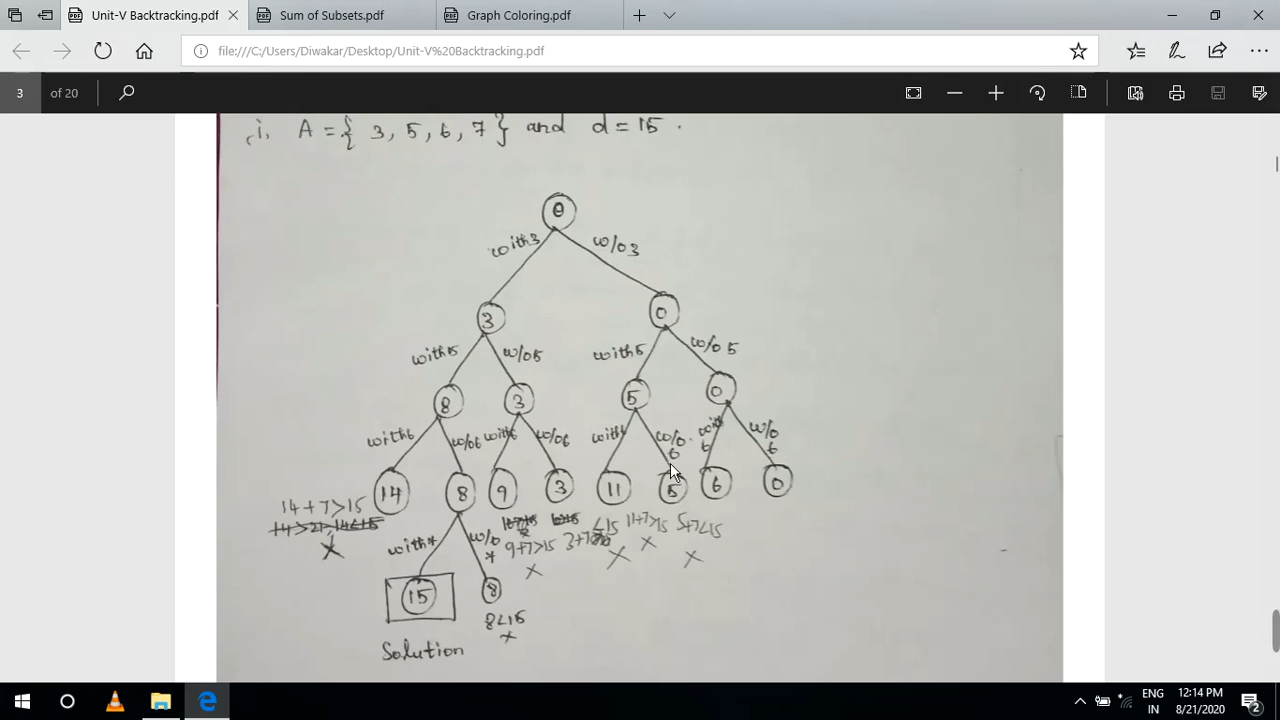 Unit-V Backtracking.pdf
Sum of Subsets.pdf
Graph Coloring.pdf
file:///C:/Users/Diwakar/Desktop/Unit-V%20Backtracking.pdf
3 of 20
i. A = { 3, 5, 6, 7 } and d = 15 .
0
with 3 w/o 3
3 0
with 5 w/o 5 with 5 w/o 5
8 3 5 0
with 6 w/o 6 with 6 w/o 6 with 6 w/o 6 with 6 w/o 6
14 8 9 3 11 5 6 0
14 + 7 > 15
<15 11+7>15 5+7<15
9+7>15
X X X X X
with * w/o *
15 8
8<15
X
Solution
ENG 12:14 PM
IN 8/21/2020
2